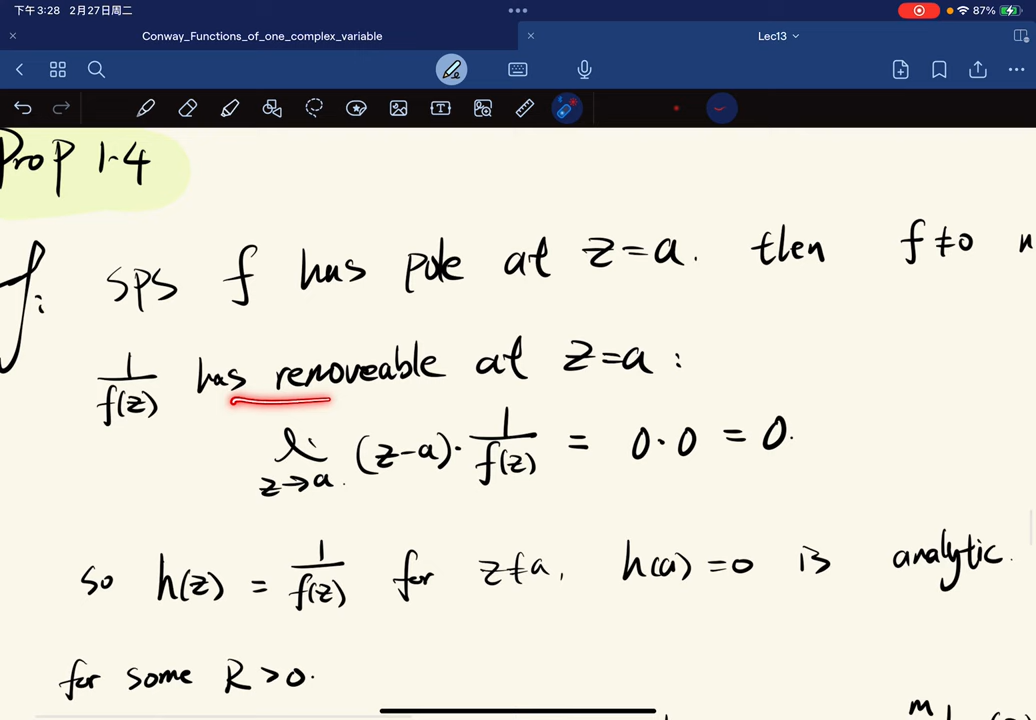 下午3:28 2月27日周二
87%
Conway_Functions_of_one_complex_variable
Lec13
Prop 1-4
f: sps f has pole at z=a. then f≠0 n
1/f(z) has removeable at z=a:
lim z→a (z-a)·1/f(z) = 0·0 = 0.
so h(z) = 1/f(z) for z≠a, h(a)=0 is analytic.
for some R>0.
m